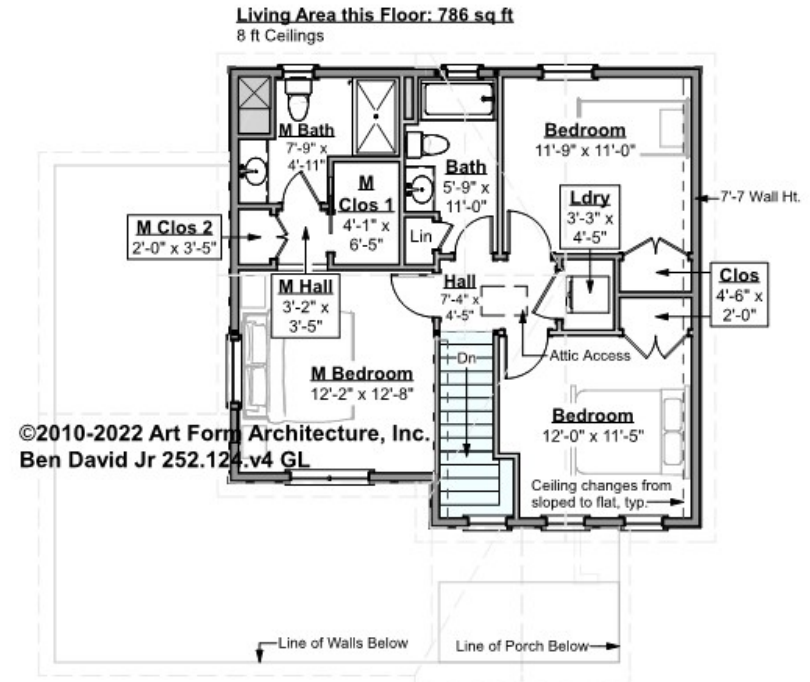 Living Area this Floor: 786 sq ft
8 ft Ceilings
M Bath
7'-9" x
4'-11"
M
Clos 1
4'-1" x
6'-5"
Bath
5'-9" x
11'-0"
Bedroom
11'-9" x 11'-0"
Ldry
3'-3" x
4'-5"
7'-7 Wall Ht.
M Clos 2
2'-0" x 3'-5"
Lin
M Hall
3'-2" x
3'-5"
Hall
7'-4" x
4'-5"
Clos
4'-6" x
2'-0"
Dn
Attic Access
M Bedroom
12'-2" x 12'-8"
Bedroom
12'-0" x 11'-5"
©2010-2022 Art Form Architecture, Inc.
Ben David Jr 252.124.v4 GL
Ceiling changes from
sloped to flat, typ.
Line of Walls Below
Line of Porch Below